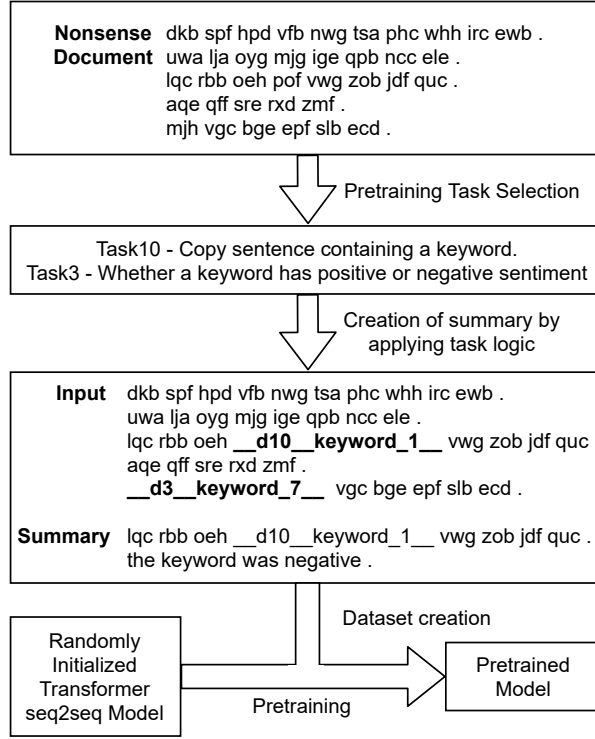 Nonsense dkb spf hpd vfb nwg tsa phc whh irc ewb .
Document uwa lja oyg mjg ige qpb ncc ele .
lqc rbb oeh pof vwg zob jdf quc .
aqe qff sre rxd zmf .
mjh vgc bge epf slb ecd .
Pretraining Task Selection
Task10 - Copy sentence containing a keyword.
Task3 - Whether a keyword has positive or negative sentiment
Creation of summary by
applying task logic
Input dkb spf hpd vfb nwg tsa phc whh irc ewb .
uwa lja oyg mjg ige qpb ncc ele .
lqc rbb oeh __d10__keyword_1__ vwg zob jdf quc
aqe qff sre rxd zmf .
__d3__keyword_7__ vgc bge epf slb ecd .
Summary lqc rbb oeh __d10__keyword_1__ vwg zob jdf quc .
the keyword was negative .
Dataset creation
Randomly
Initialized
Transformer
seq2seq Model
Pretraining
Pretrained
Model